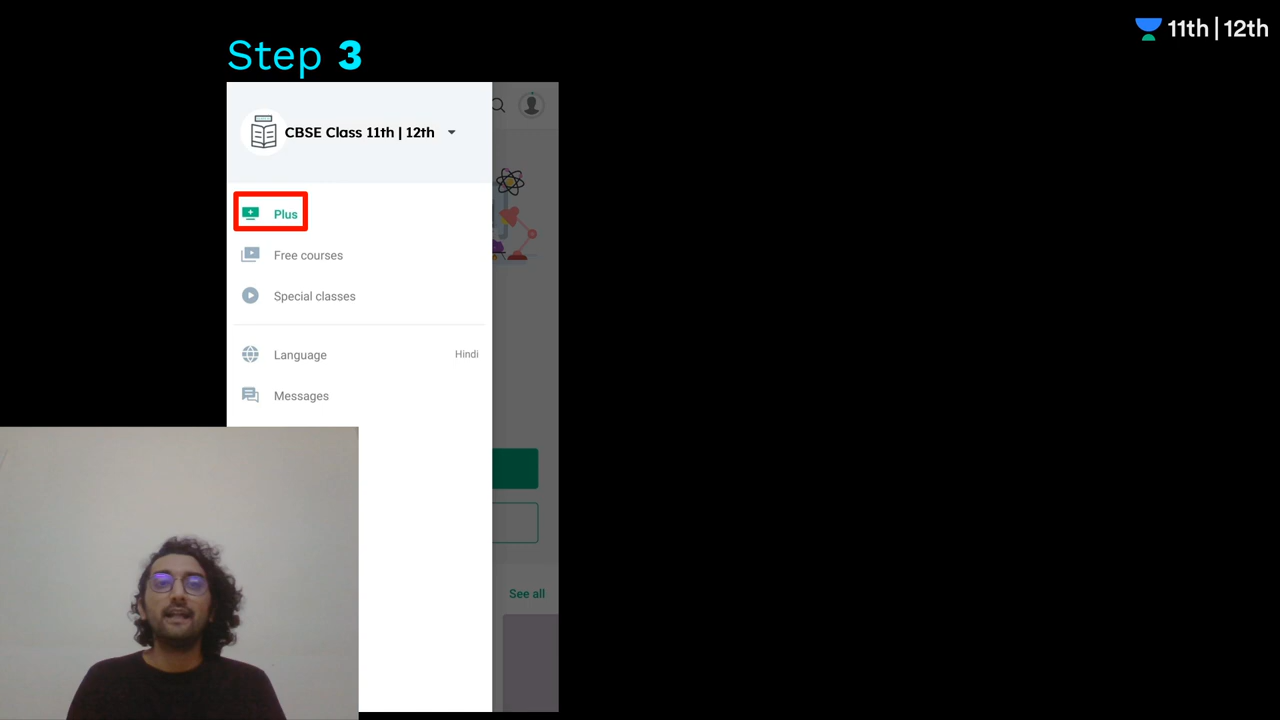 11th | 12th
Step 3
CBSE Class 11th | 12th
Plus
Free courses
Special classes
Language Hindi
Messages
See all